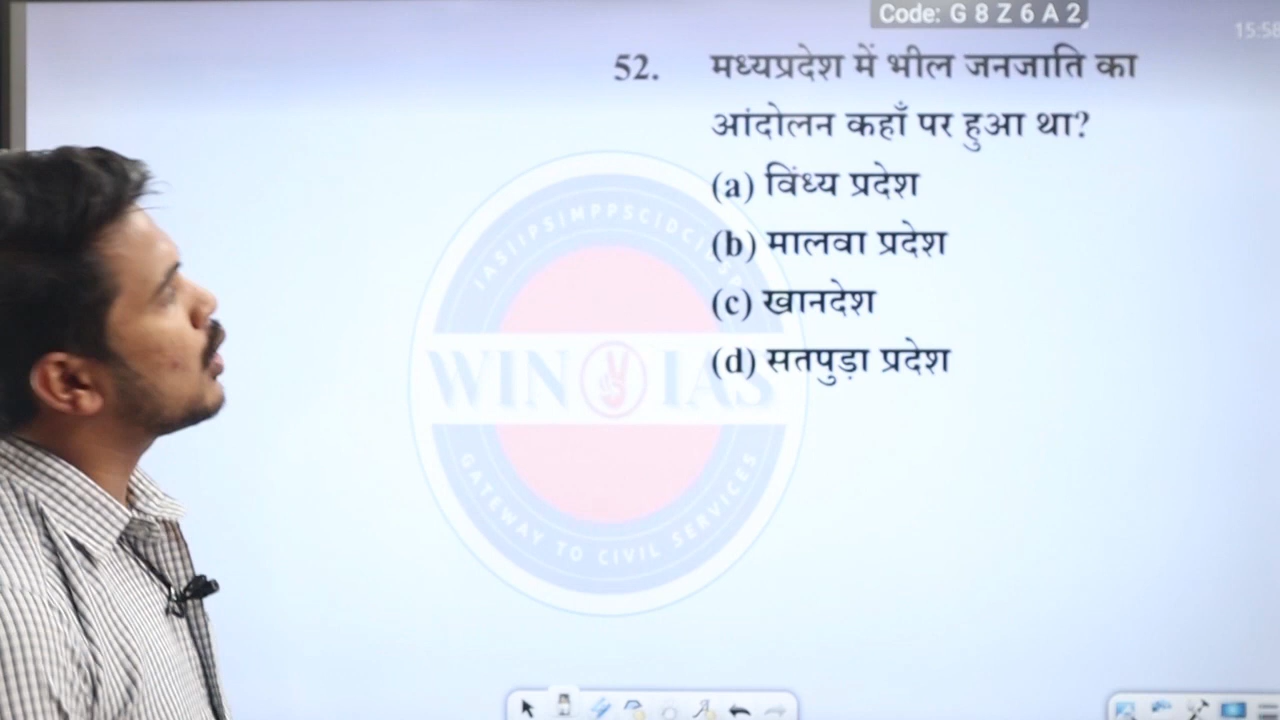 Code: G 8 Z 6 A 2
15:58
52. मध्यप्रदेश में भील जनजाति का
आंदोलन कहाँ पर हुआ था?
(a) विंध्य प्रदेश
(b) मालवा प्रदेश
(c) खानदेश
(d) सतपुड़ा प्रदेश
WIN IAS
GATEWAY TO CIVIL SERVICES